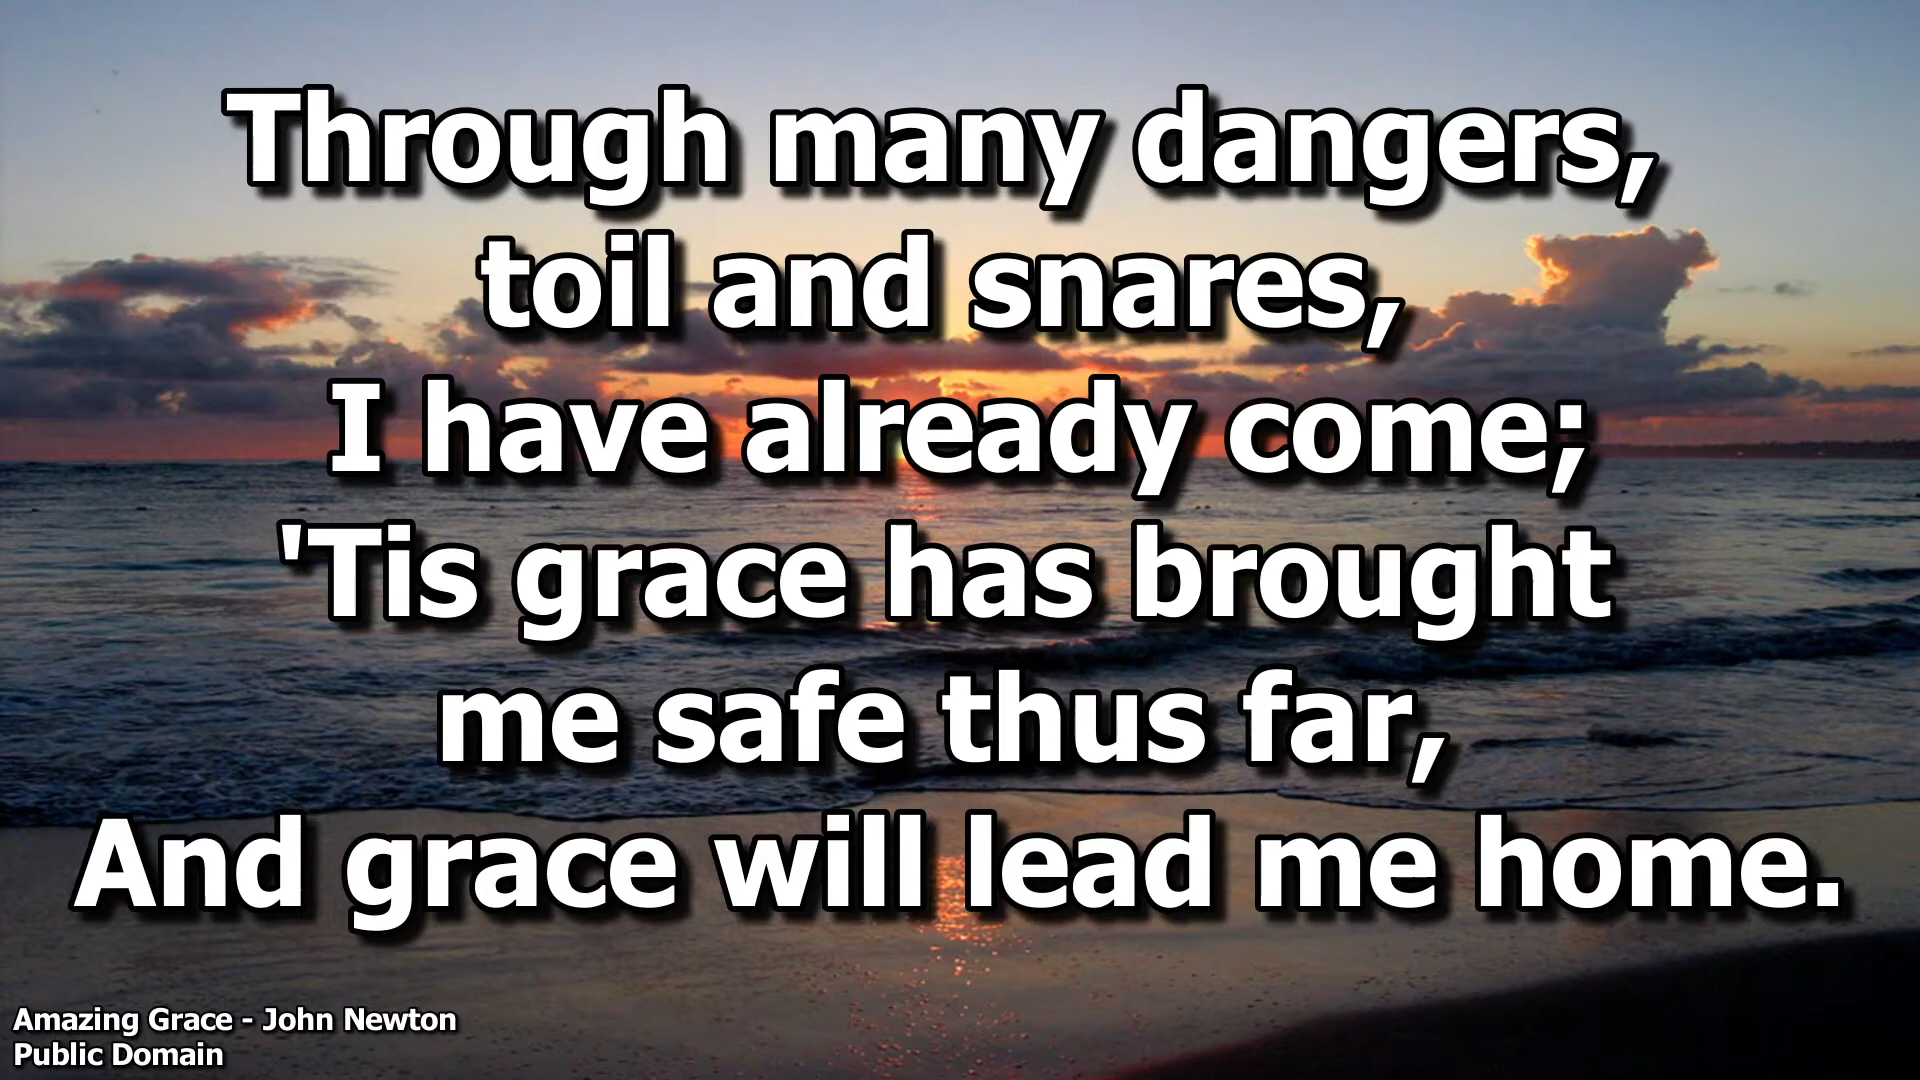 Through many dangers,
toil and snares,
I have already come;
'Tis grace has brought
me safe thus far,
And grace will lead me home.
Amazing Grace - John Newton
Public Domain